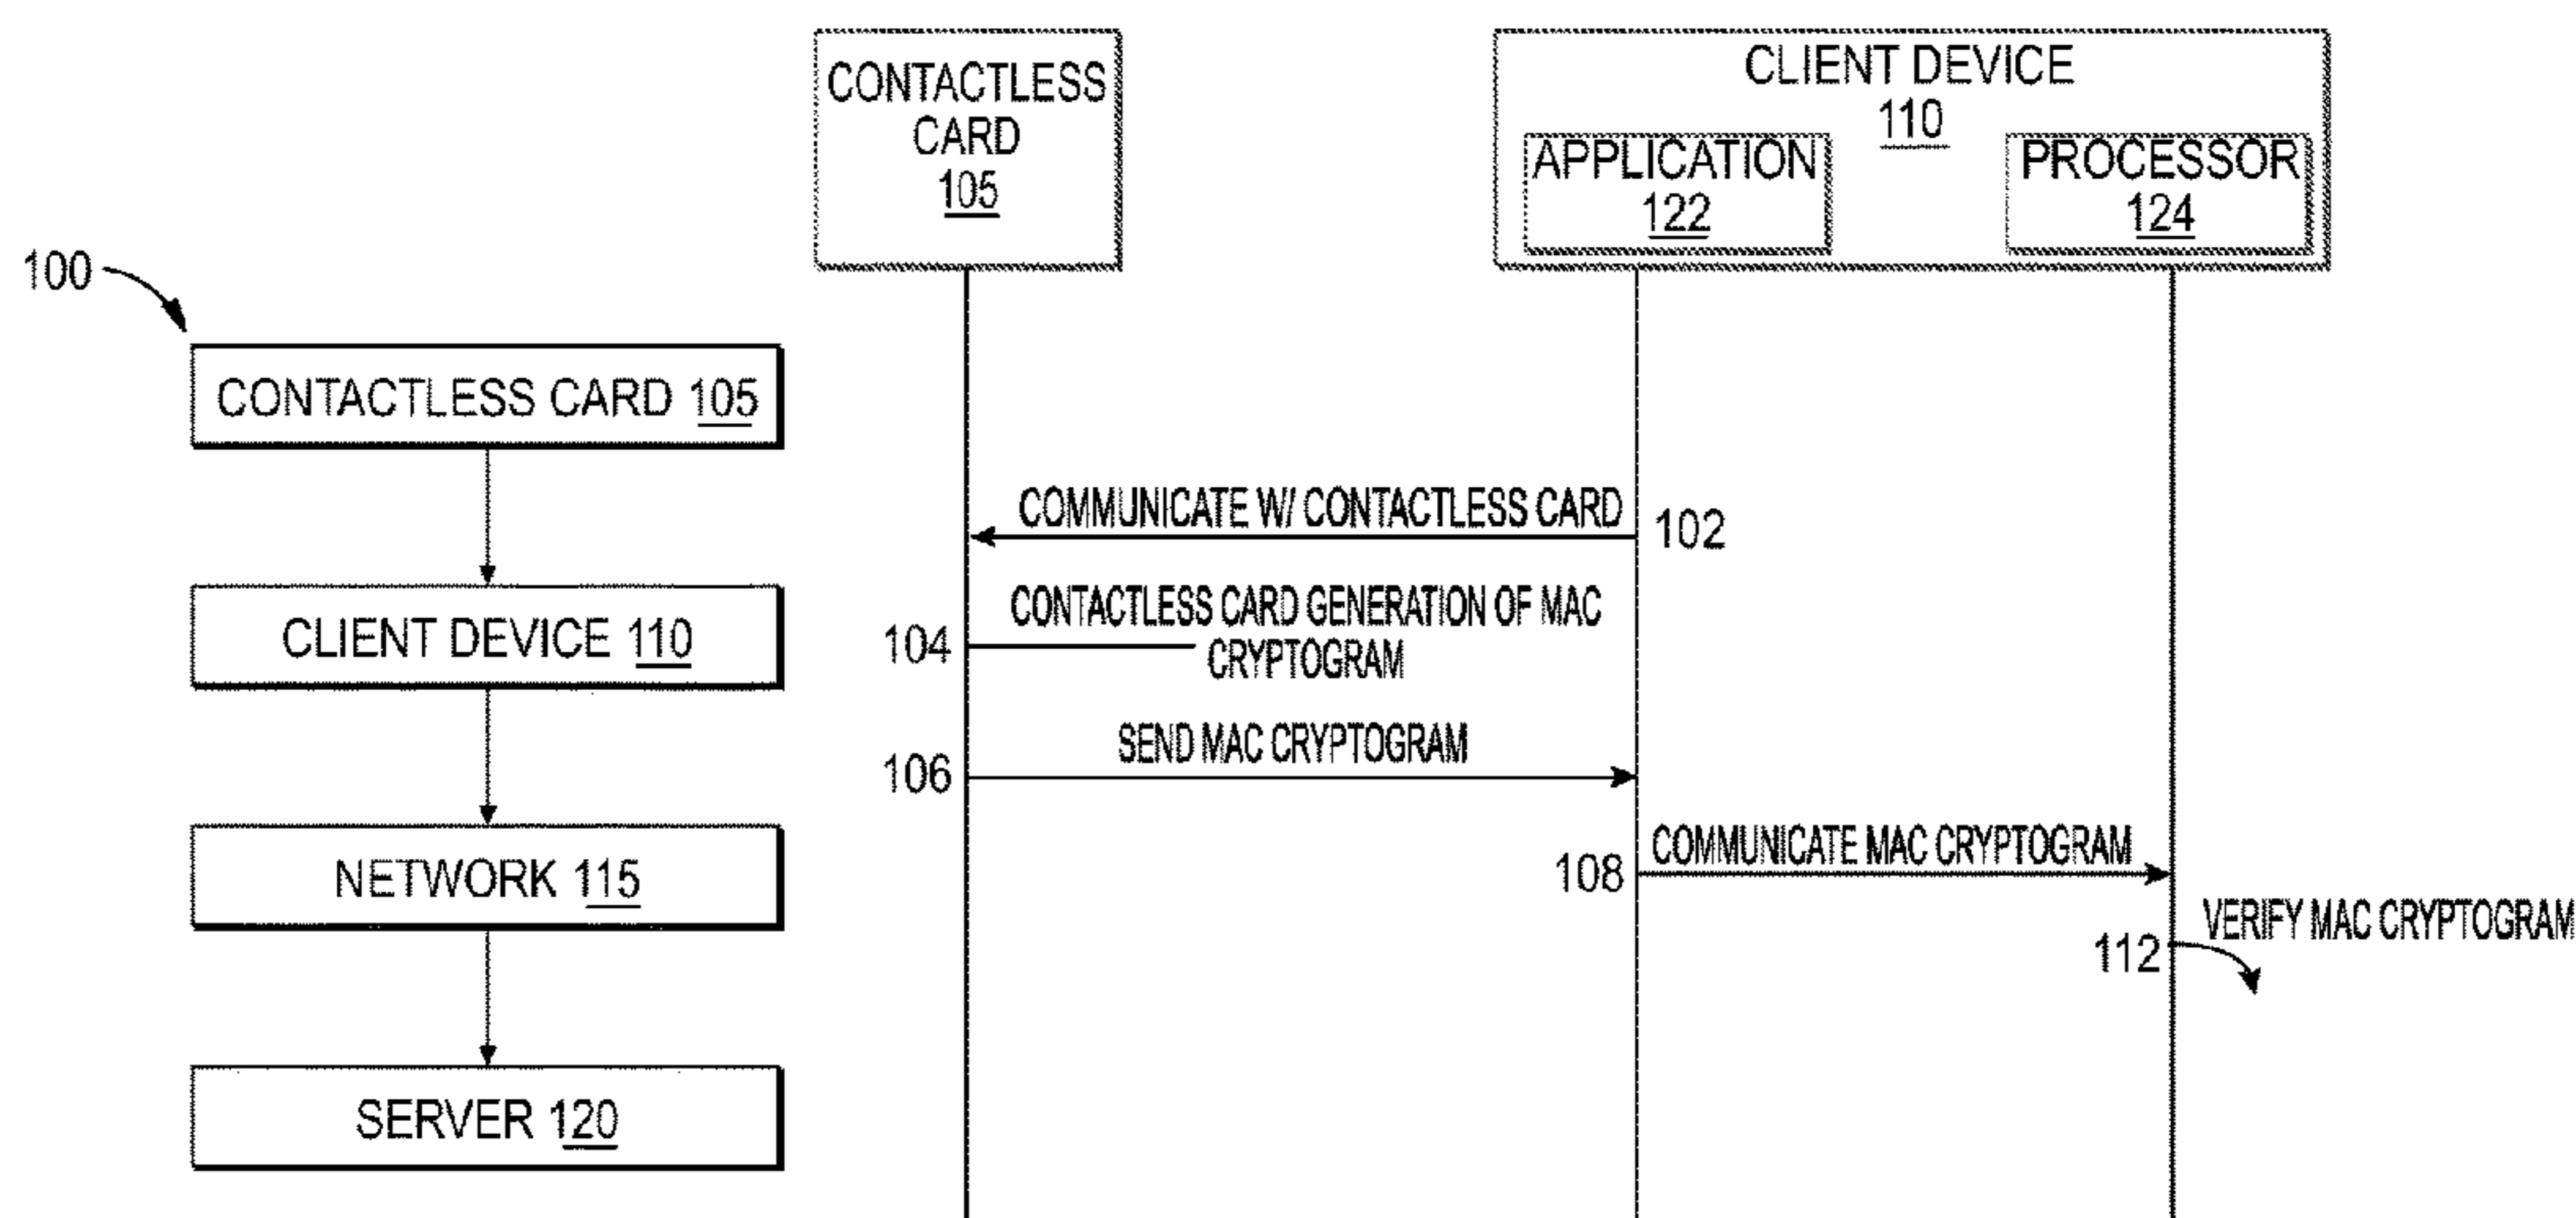 100
CONTACTLESS CARD 105
CLIENT DEVICE 110
NETWORK 115
SERVER 120
CONTACTLESS
CARD
105
CLIENT DEVICE
110
APPLICATION
122
PROCESSOR
124
COMMUNICATE W/ CONTACTLESS CARD
102
CONTACTLESS CARD GENERATION OF MAC
CRYPTOGRAM
104
SEND MAC CRYPTOGRAM
106
COMMUNICATE MAC CRYPTOGRAM
108
VERIFY MAC CRYPTOGRAM
112